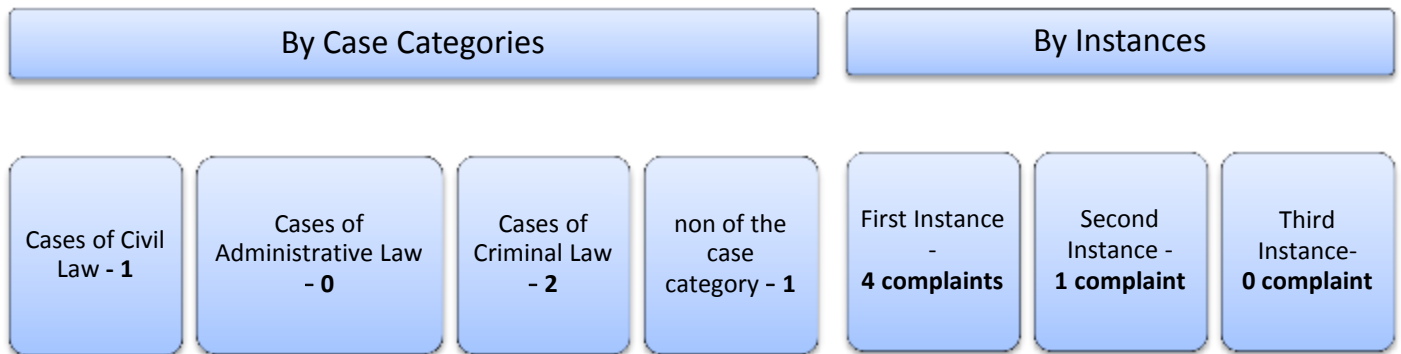 By Case Categories
By Instances
Cases of Civil
Law - 1
Cases of
Administrative Law
- 0
Cases of
Criminal Law
- 2
non of the
case
category - 1
First Instance
-
4 complaints
Second
Instance -
1 complaint
Third
Instance-
0 complaint